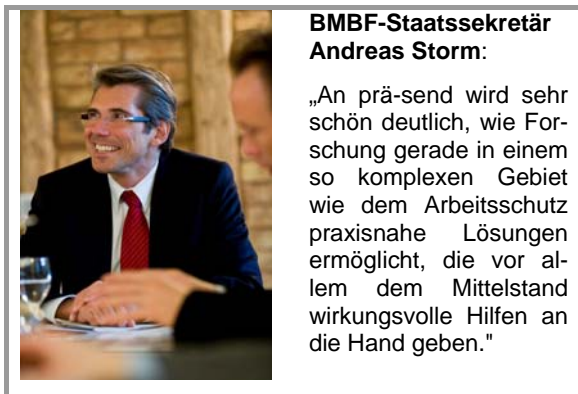 BMBF-Staatssekretär
Andreas Storm:
„An prä-send wird sehr
schön deutlich, wie For-
schung gerade in einem
so komplexen Gebiet
wie dem Arbeitsschutz
praxisnahe Lösungen
ermöglicht, die vor al-
lem dem Mittelstand
wirkungsvolle Hilfen an
die Hand geben."